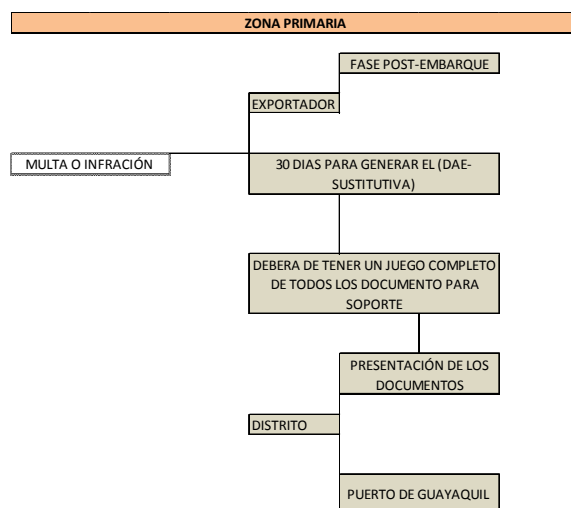 ZONA PRIMARIA
FASE POST-EMBARQUE
EXPORTADOR
MULTA O INFRACIÓN
30 DIAS PARA GENERAR EL (DAE-
SUSTITUTIVA)
DEBERA DE TENER UN JUEGO COMPLETO
DE TODOS LOS DOCUMENTO PARA
SOPORTE
PRESENTACIÓN DE LOS
DOCUMENTOS
DISTRITO
PUERTO DE GUAYAQUIL